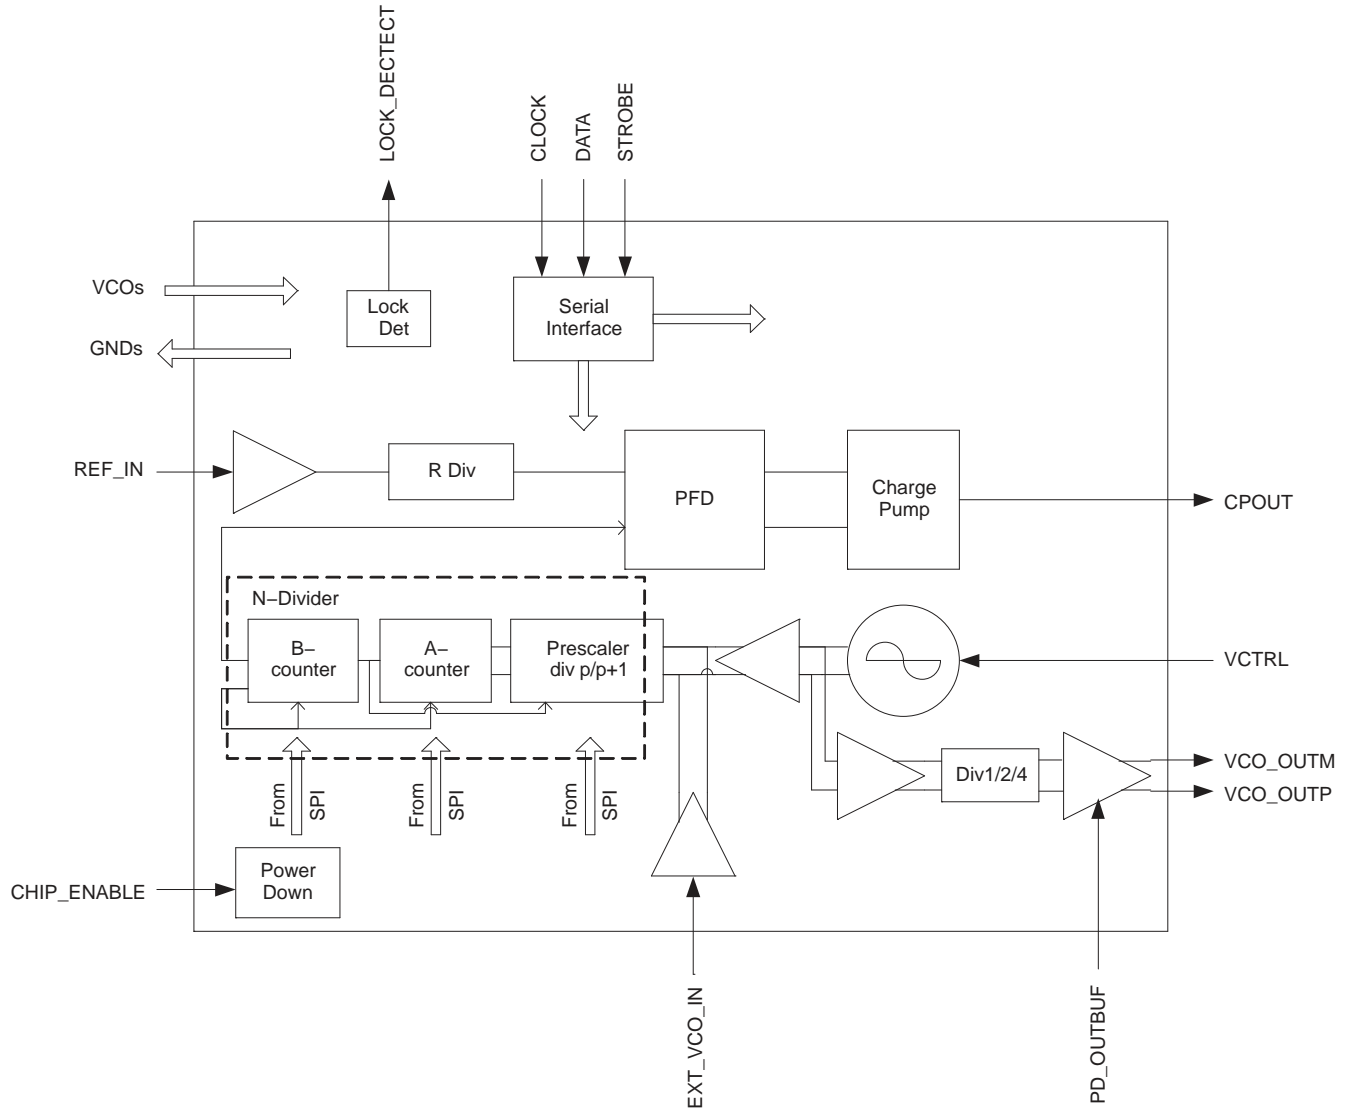 LOCK_DECTECT
CLOCK
DATA
STROBE
VCOs
GNDs
Lock
Det
Serial
Interface
REF_IN
R Div
PFD
Charge
Pump
CPOUT
N−Divider
B−
counter
A−
counter
Prescaler
div p/p+1
VCTRL
From
SPI
From
SPI
From
SPI
Div1/2/4
VCO_OUTM
VCO_OUTP
CHIP_ENABLE
Power
Down
EXT_VCO_IN
PD_OUTBUF